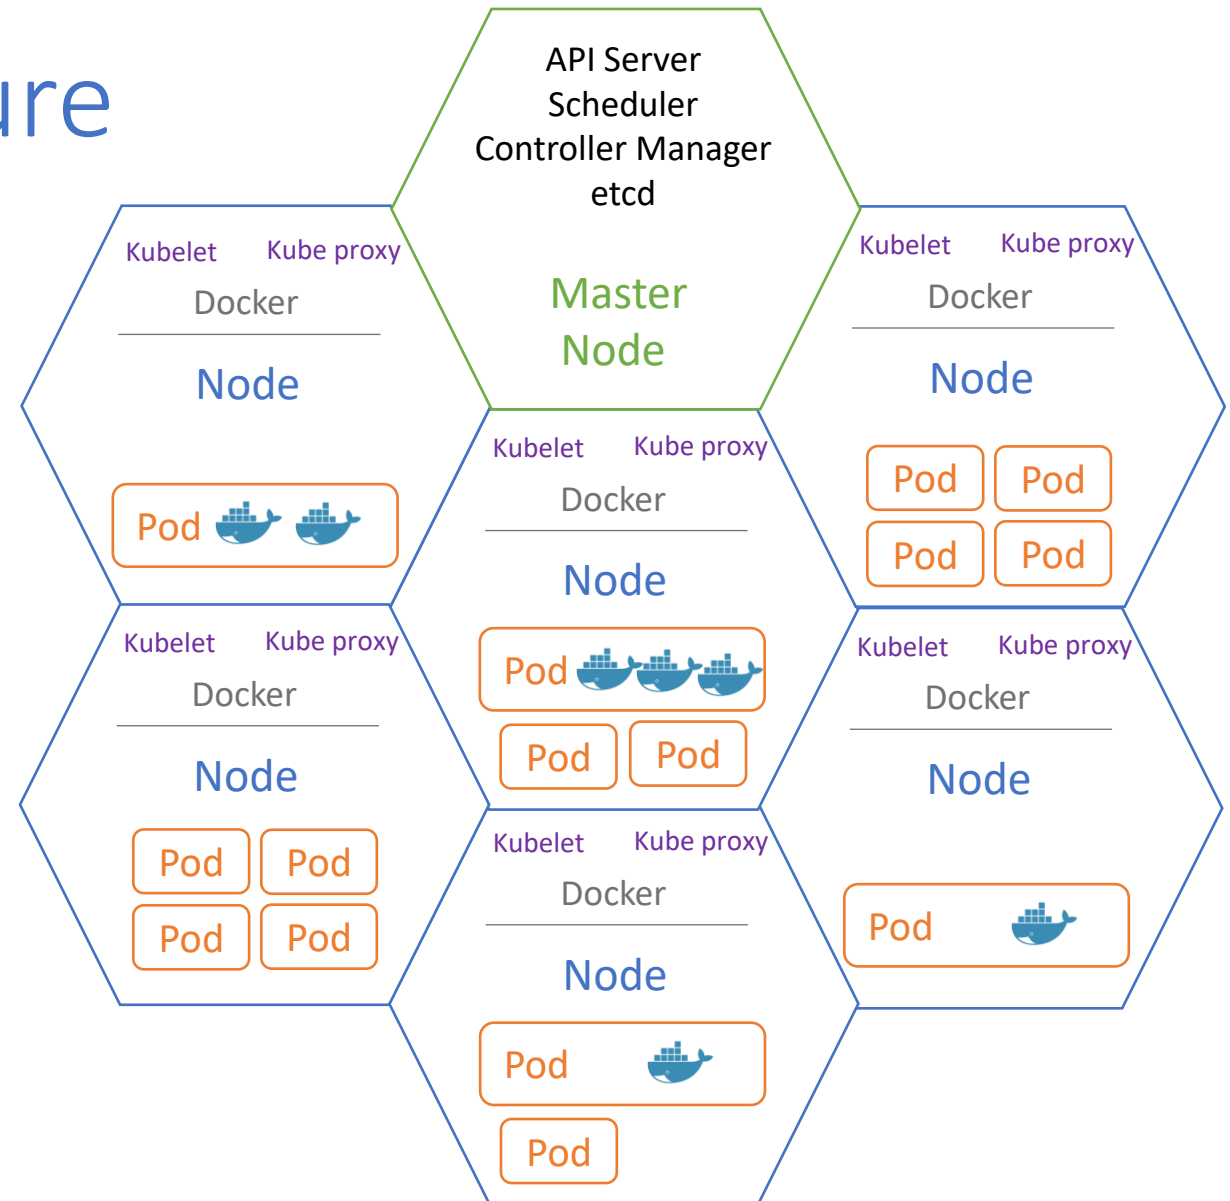 ure
API Server
Scheduler
Controller Manager
etcd
Master
Node
Kubelet Kube proxy
Docker
Node
Pod
Kubelet Kube proxy
Docker
Node
Pod Pod
Pod Pod
Kubelet Kube proxy
Docker
Node
Pod
Pod Pod
Kubelet Kube proxy
Docker
Node
Pod Pod
Pod Pod
Kubelet Kube proxy
Docker
Node
Pod
Kubelet Kube proxy
Docker
Node
Pod
Pod